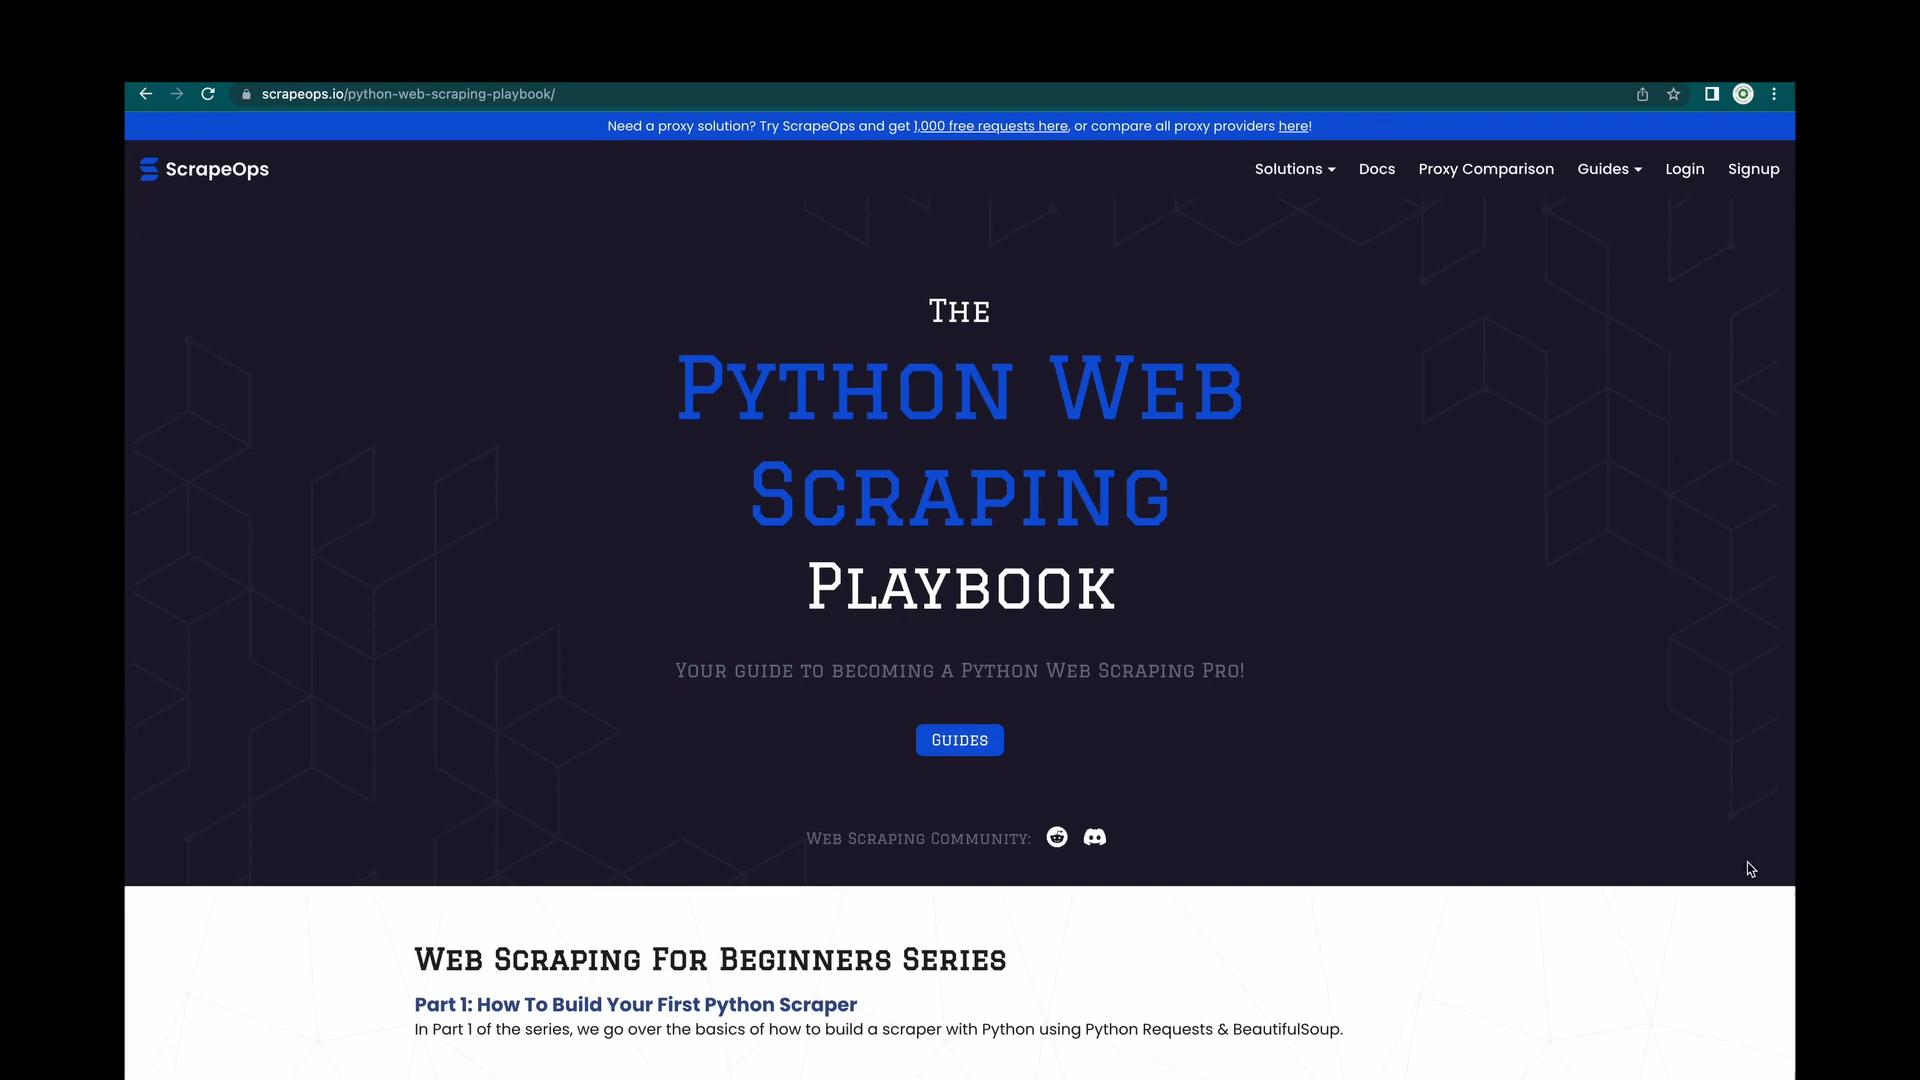 scrapeops.io/python-web-scraping-playbook/
Need a proxy solution? Try ScrapeOps and get 1,000 free requests here, or compare all proxy providers here!
ScrapeOps
Solutions Docs Proxy Comparison Guides Login Signup
The
Python Web
Scraping
Playbook
Your guide to becoming a Python Web Scraping Pro!
Guides
Web Scraping Community:
Web Scraping For Beginners Series
Part 1: How To Build Your First Python Scraper
In Part 1 of the series, we go over the basics of how to build a scraper with Python using Python Requests & BeautifulSoup.